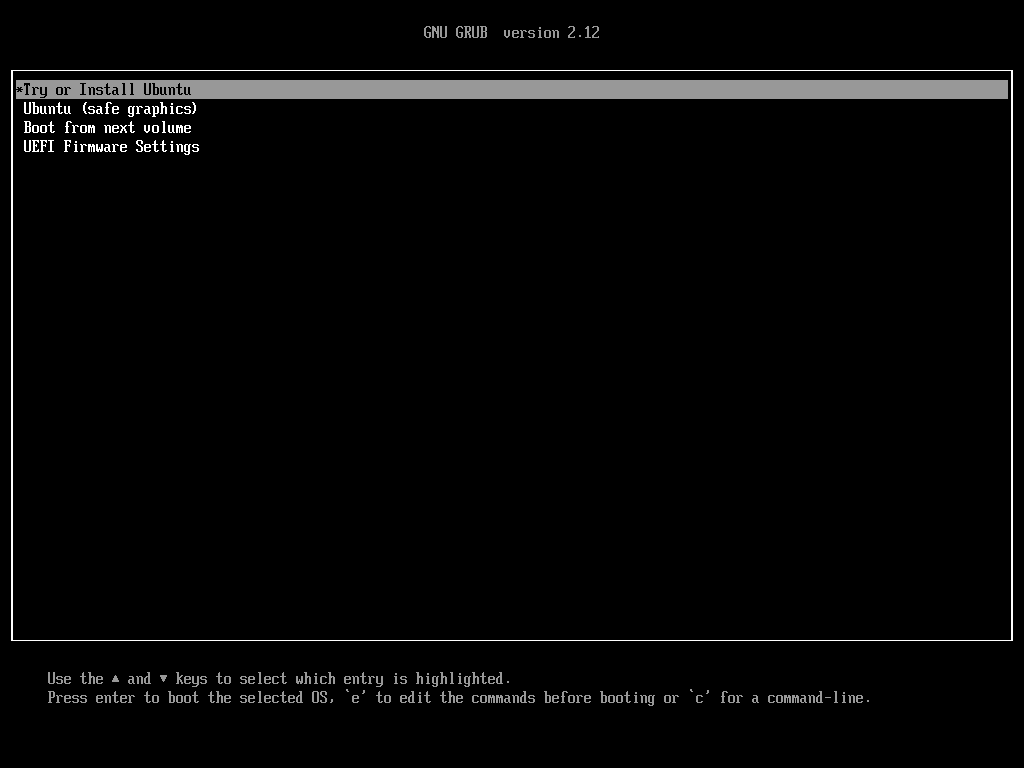 GNU GRUB  version 2.12
*Try or Install Ubuntu
Ubuntu (safe graphics)
Boot from next volume
UEFI Firmware Settings
Use the ▲ and ▼ keys to select which entry is highlighted.
Press enter to boot the selected OS, `e' to edit the commands before booting or `c' for a command-line.